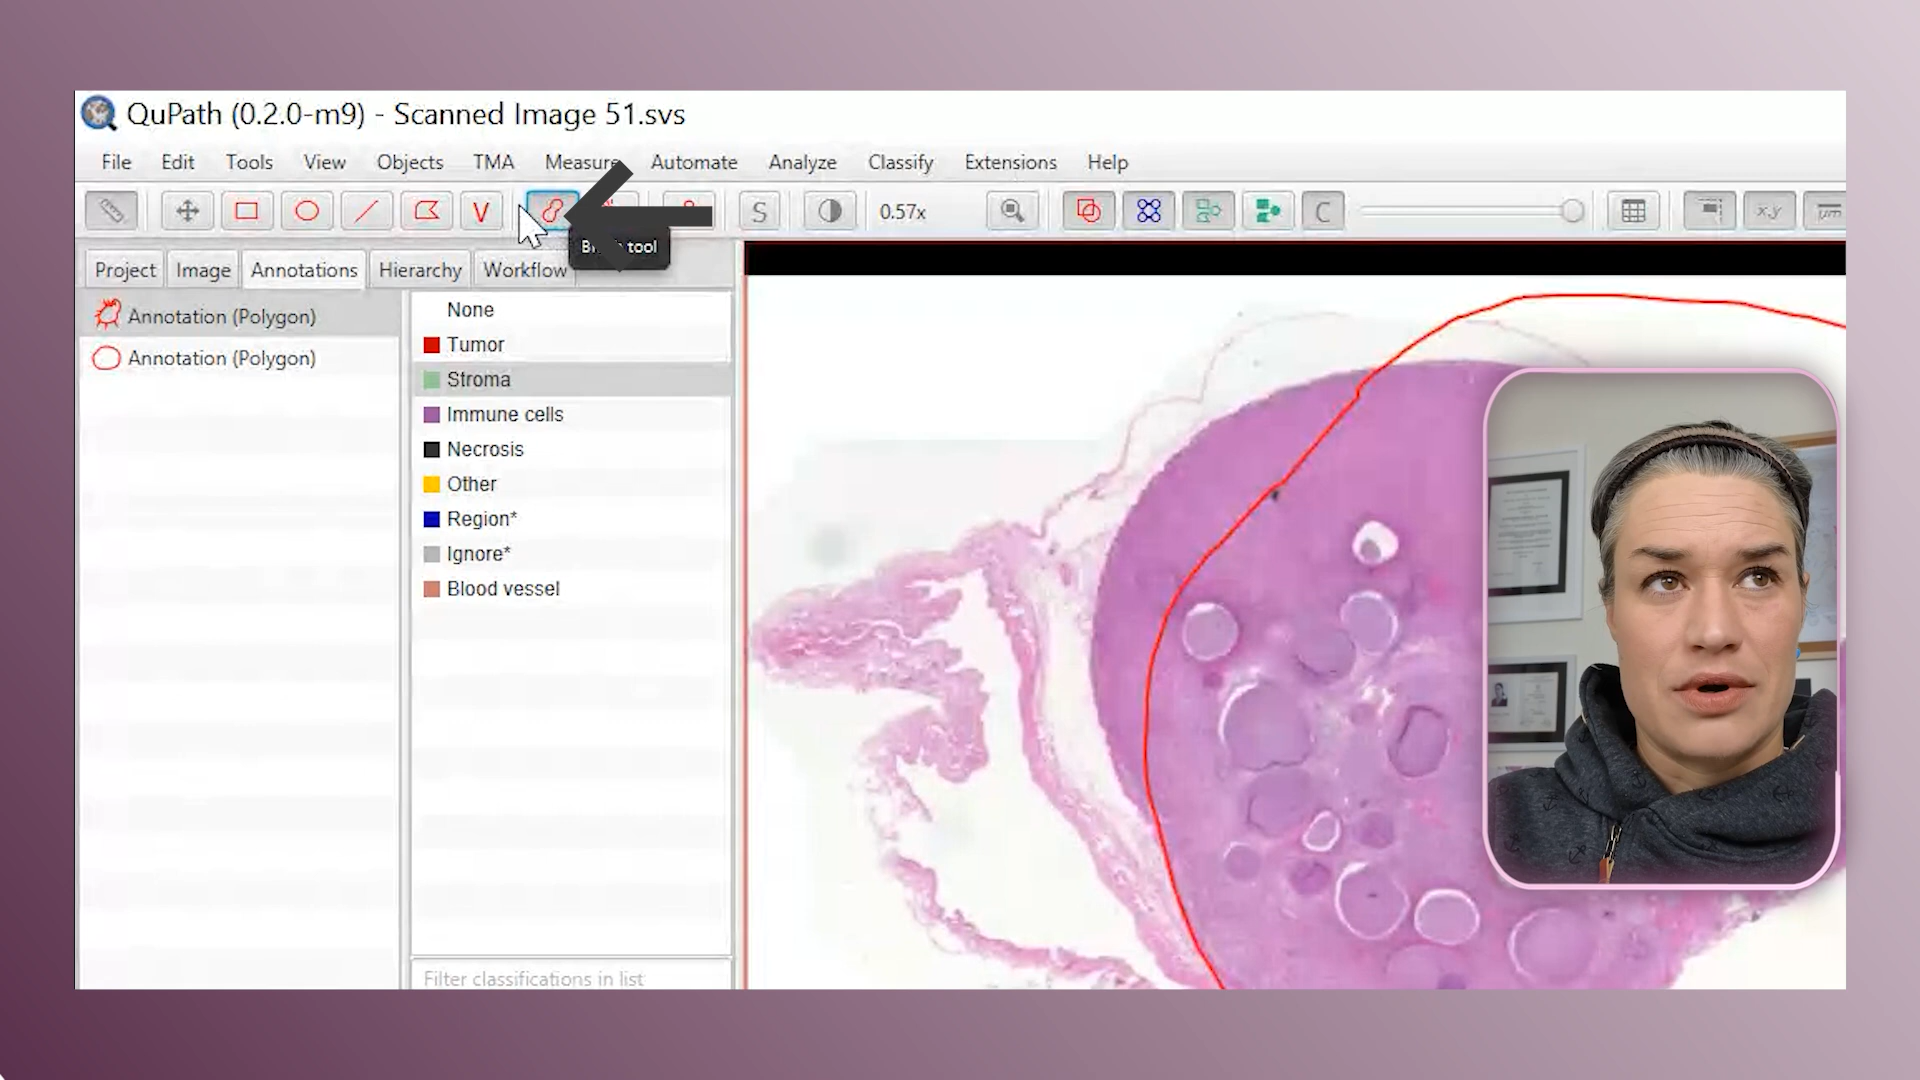 QuPath (0.2.0-m9) - Scanned Image 51.svs
File Edit Tools View Objects TMA Measure Automate Analyze Classify Extensions Help
V S 0.57x C x,y µm
tool
Project Image Annotations Hierarchy Workflow
Annotation (Polygon)
Annotation (Polygon)
None
Tumor
Stroma
Immune cells
Necrosis
Other
Region*
Ignore*
Blood vessel
Filter classifications in list